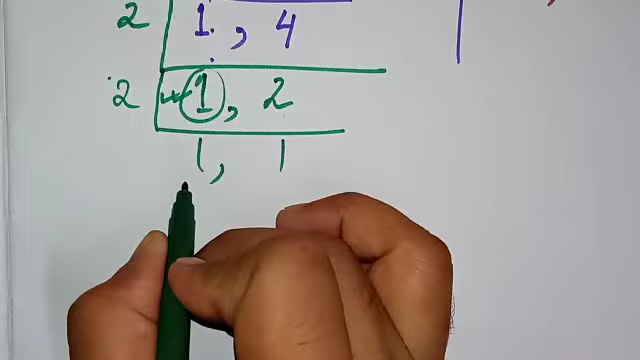 2 1 , 4
2 1 , 2
1 , 1